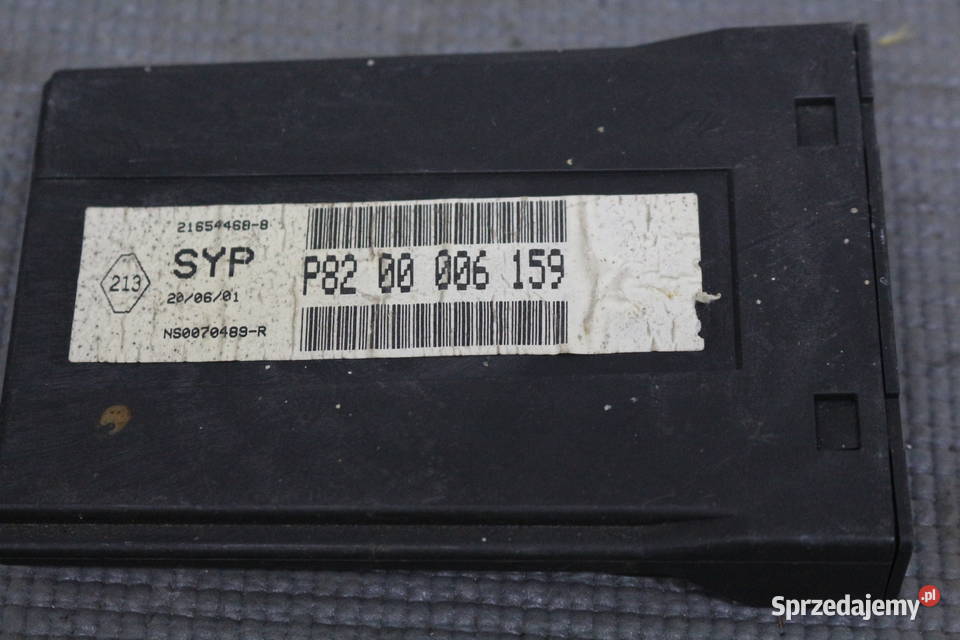 21654468-8
213
SYP
20/06/01
NS0070489-R
P82 00 006 159
Sprzedajemy.pl